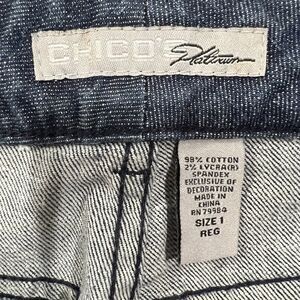 CHICO'S Platinum
98% COTTON
2% LYCRA(R)
SPANDEX
EXCLUSIVE OF
DECORATION
MADE IN
CHINA
RN 79984
SIZE 1
REG